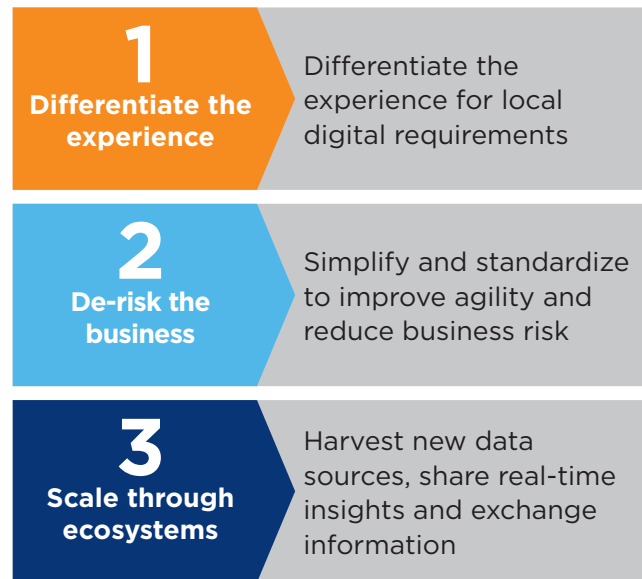 1
Differentiate the
experience
Differentiate the
experience for local
digital requirements
2
De-risk the
business
Simplify and standardize
to improve agility and
reduce business risk
3
Scale through
ecosystems
Harvest new data
sources, share real-time
insights and exchange
information